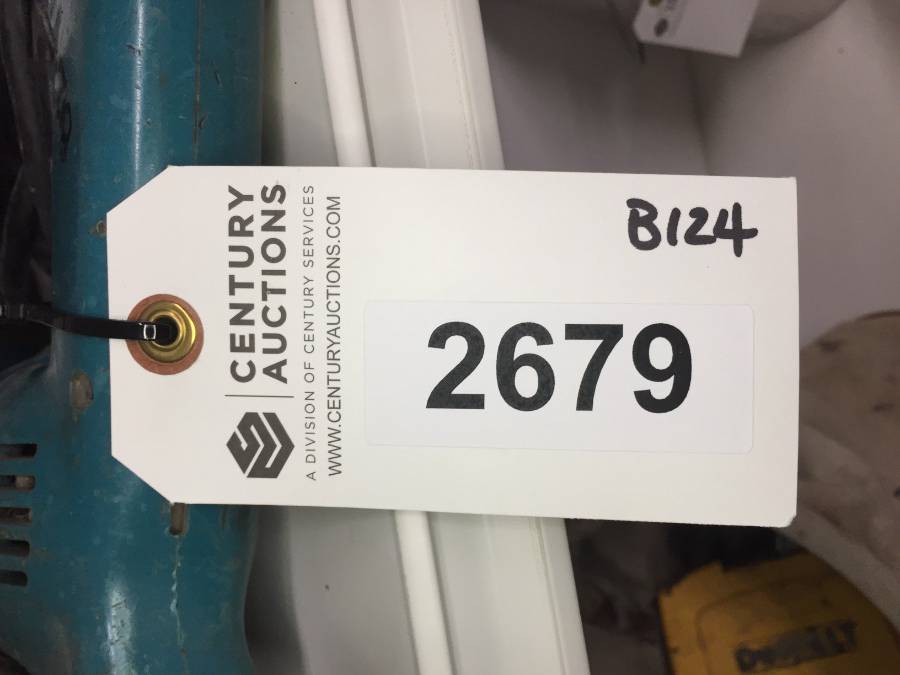 CENTURY
AUCTIONS
A DIVISION OF CENTURY SERVICES
WWW.CENTURYAUCTIONS.COM
B124
2679
DEWALT